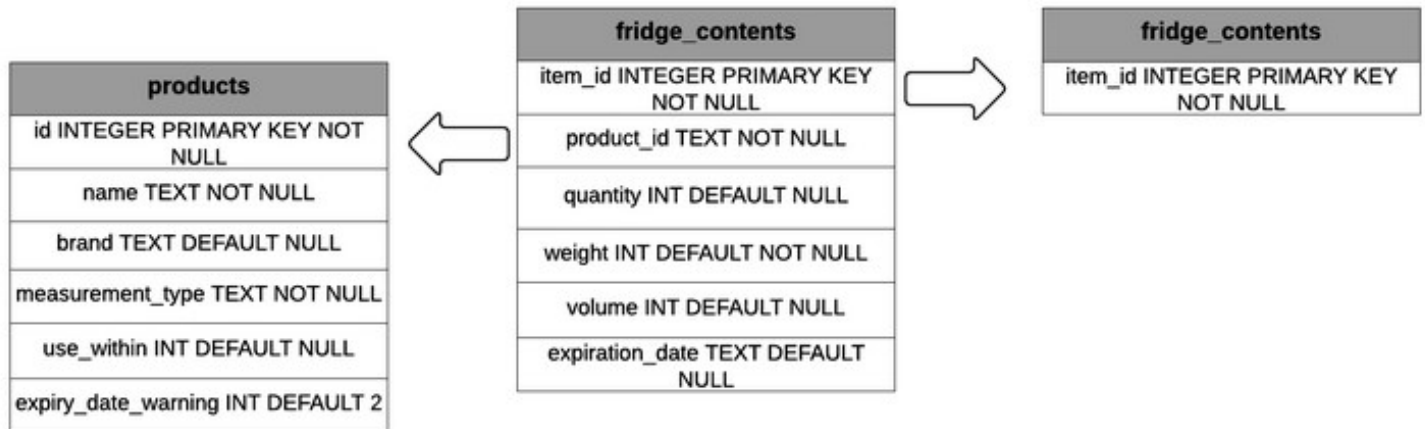 products
id INTEGER PRIMARY KEY NOT
NULL
name TEXT NOT NULL
brand TEXT DEFAULT NULL
measurement_type TEXT NOT NULL
use_within INT DEFAULT NULL
expiry_date_warning INT DEFAULT 2
fridge_contents
item_id INTEGER PRIMARY KEY
NOT NULL
product_id TEXT NOT NULL
quantity INT DEFAULT NULL
weight INT DEFAULT NOT NULL
volume INT DEFAULT NULL
expiration_date TEXT DEFAULT
NULL
fridge_contents
item_id INTEGER PRIMARY KEY
NOT NULL